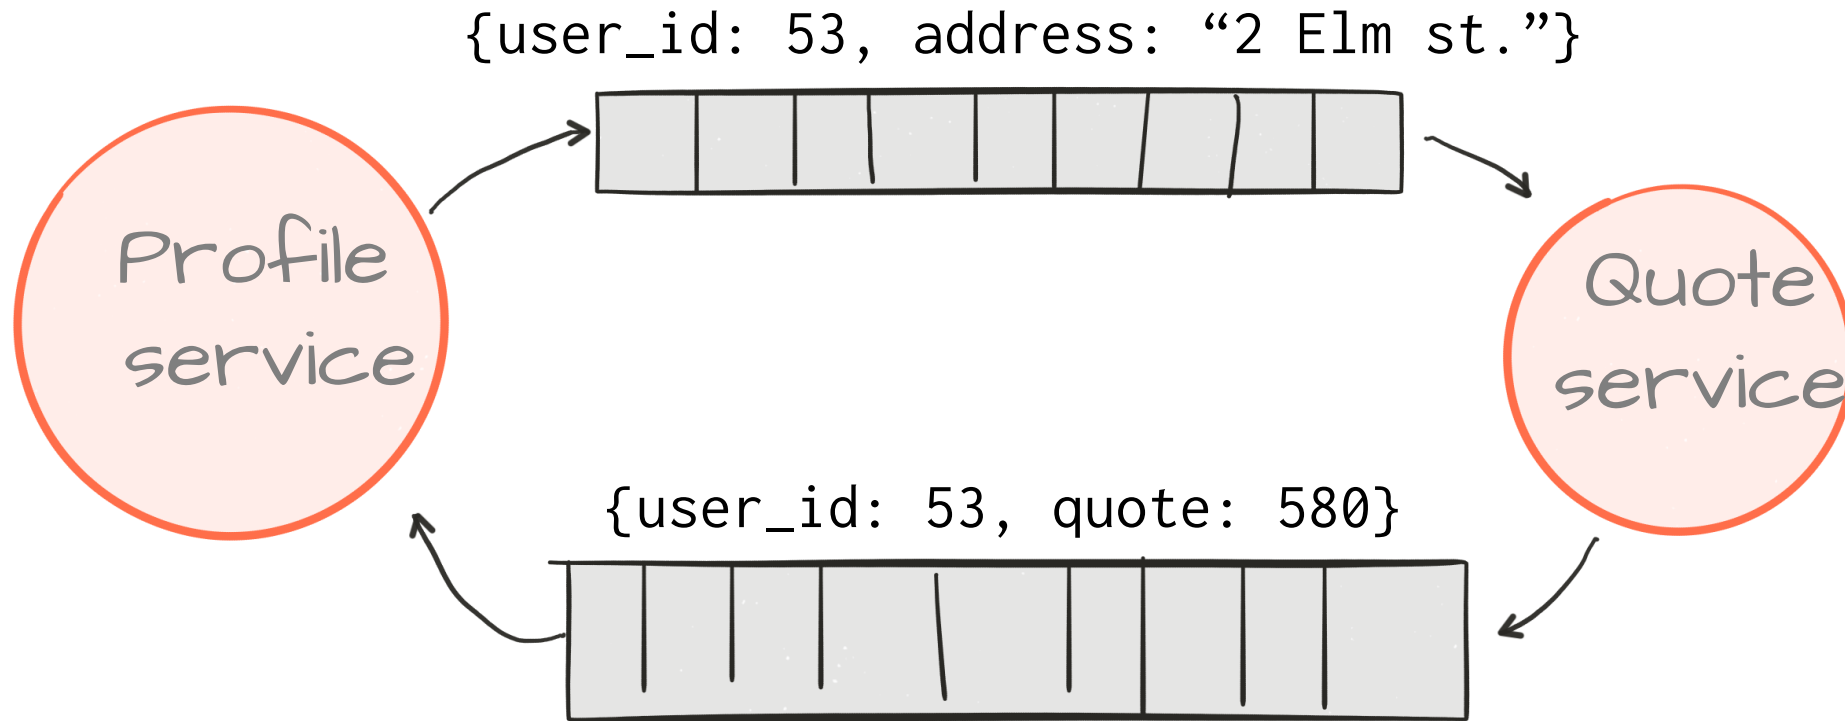 {user_id: 53, address: “2 Elm st.”}
Profile
service
Quote
service
{user_id: 53, quote: 580}